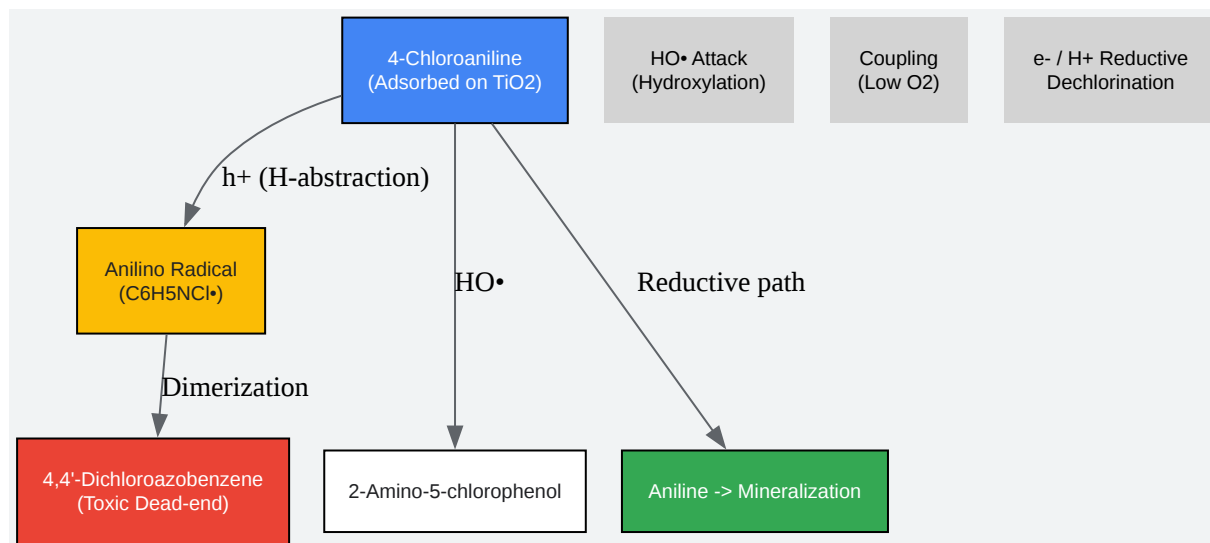 4-Chloroaniline
(Adsorbed on TiO2)
HO• Attack
(Hydroxylation)
Coupling
(Low O2)
e- / H+ Reductive
Dechlorination
h+ (H-abstraction)
Anilino Radical
(C6H5NCl•)
HO•
Reductive path
Dimerization
4,4'-Dichloroazobenzene
(Toxic Dead-end)
2-Amino-5-chlorophenol
Aniline -> Mineralization